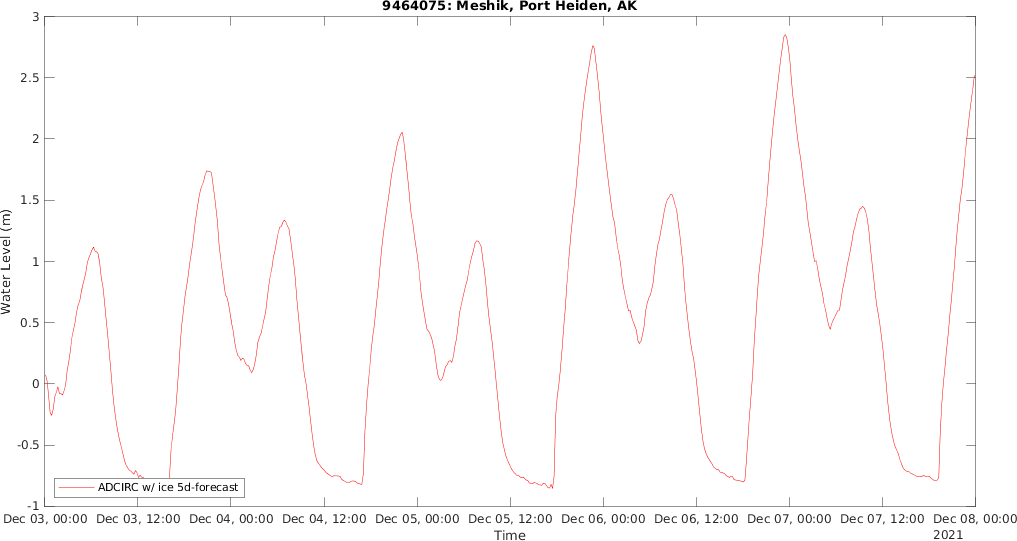 9464075: Meshik, Port Heiden, AK
Water Level (m)
3
2.5
2
1.5
1
0.5
0
-0.5
-1
ADCIRC w/ ice 5d-forecast
Dec 03, 00:00 Dec 03, 12:00 Dec 04, 00:00 Dec 04, 12:00 Dec 05, 00:00 Dec 05, 12:00 Dec 06, 00:00 Dec 06, 12:00 Dec 07, 00:00 Dec 07, 12:00 Dec 08, 00:00
Time
2021